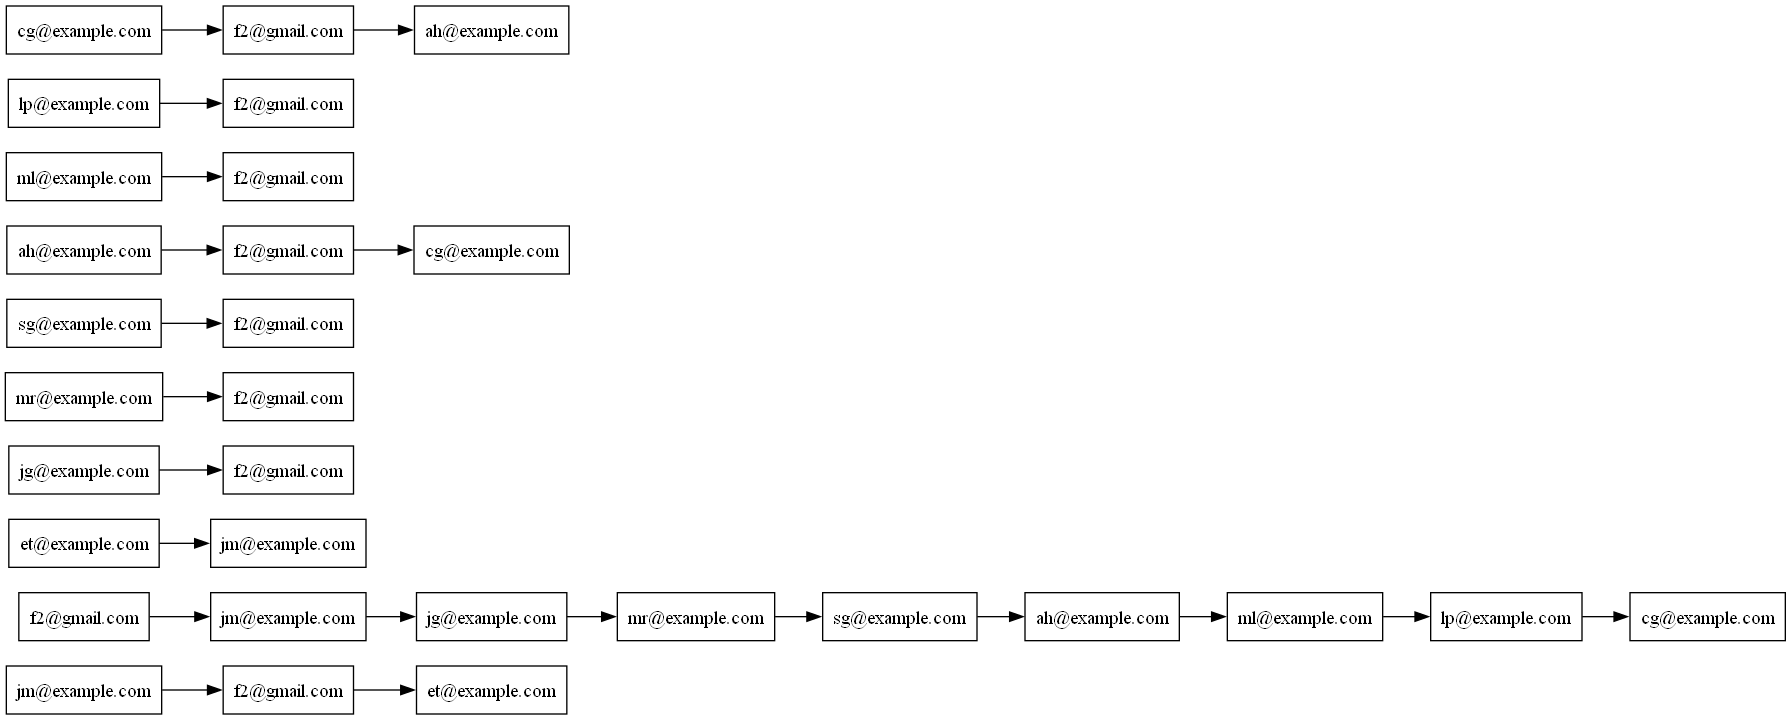 cg@example.com f2@gmail.com ah@example.com
lp@example.com f2@gmail.com
ml@example.com f2@gmail.com
ah@example.com f2@gmail.com cg@example.com
sg@example.com f2@gmail.com
mr@example.com f2@gmail.com
jg@example.com f2@gmail.com
et@example.com jm@example.com
f2@gmail.com jm@example.com jg@example.com mr@example.com sg@example.com ah@example.com ml@example.com lp@example.com cg@example.com
jm@example.com f2@gmail.com et@example.com